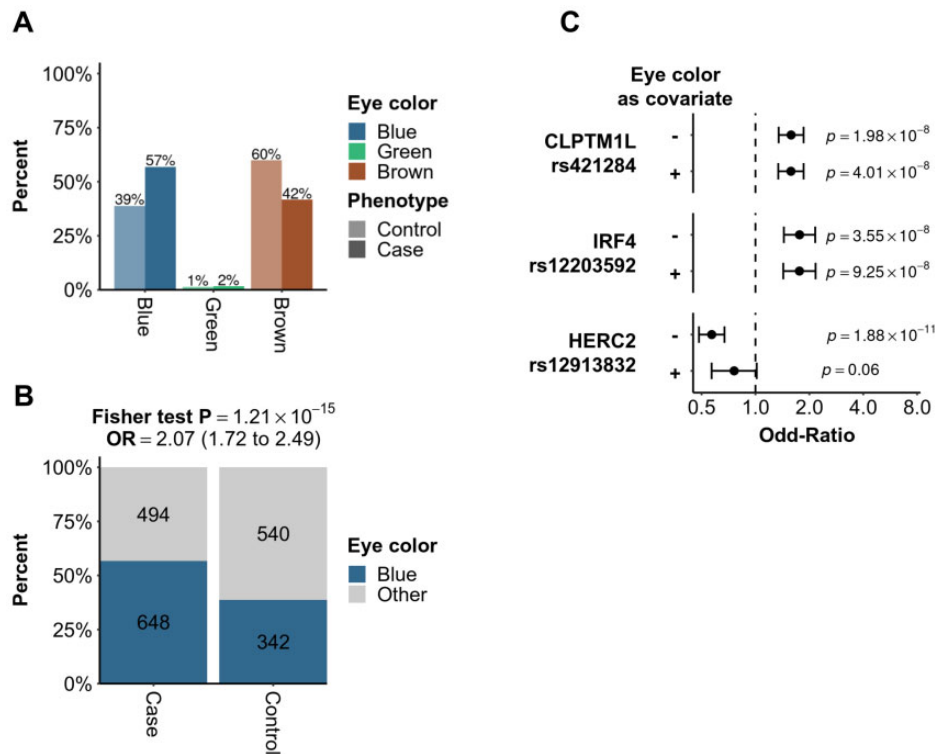 A
100%
75%
50%
25%
0%
Percent
39%
57%
1%
2%
60%
42%
Blue
Green
Brown
Eye color
Blue
Green
Brown
Phenotype
Control
Case
B
Fisher test P = 1.21 × 10⁻¹⁵
OR = 2.07 (1.72 to 2.49)
100%
75%
50%
25%
0%
Percent
494
540
648
342
Case
Control
Eye color
Blue
Other
C
Eye color
as covariate
CLPTM1L
rs421284
-
p = 1.98 × 10⁻⁸
+
p = 4.01 × 10⁻⁸
IRF4
rs12203592
-
p = 3.55 × 10⁻⁸
+
p = 9.25 × 10⁻⁸
HERC2
rs12913832
-
p = 1.88 × 10⁻¹¹
+
p = 0.06
0.5 1.0 2.0 4.0 8.0
Odd-Ratio